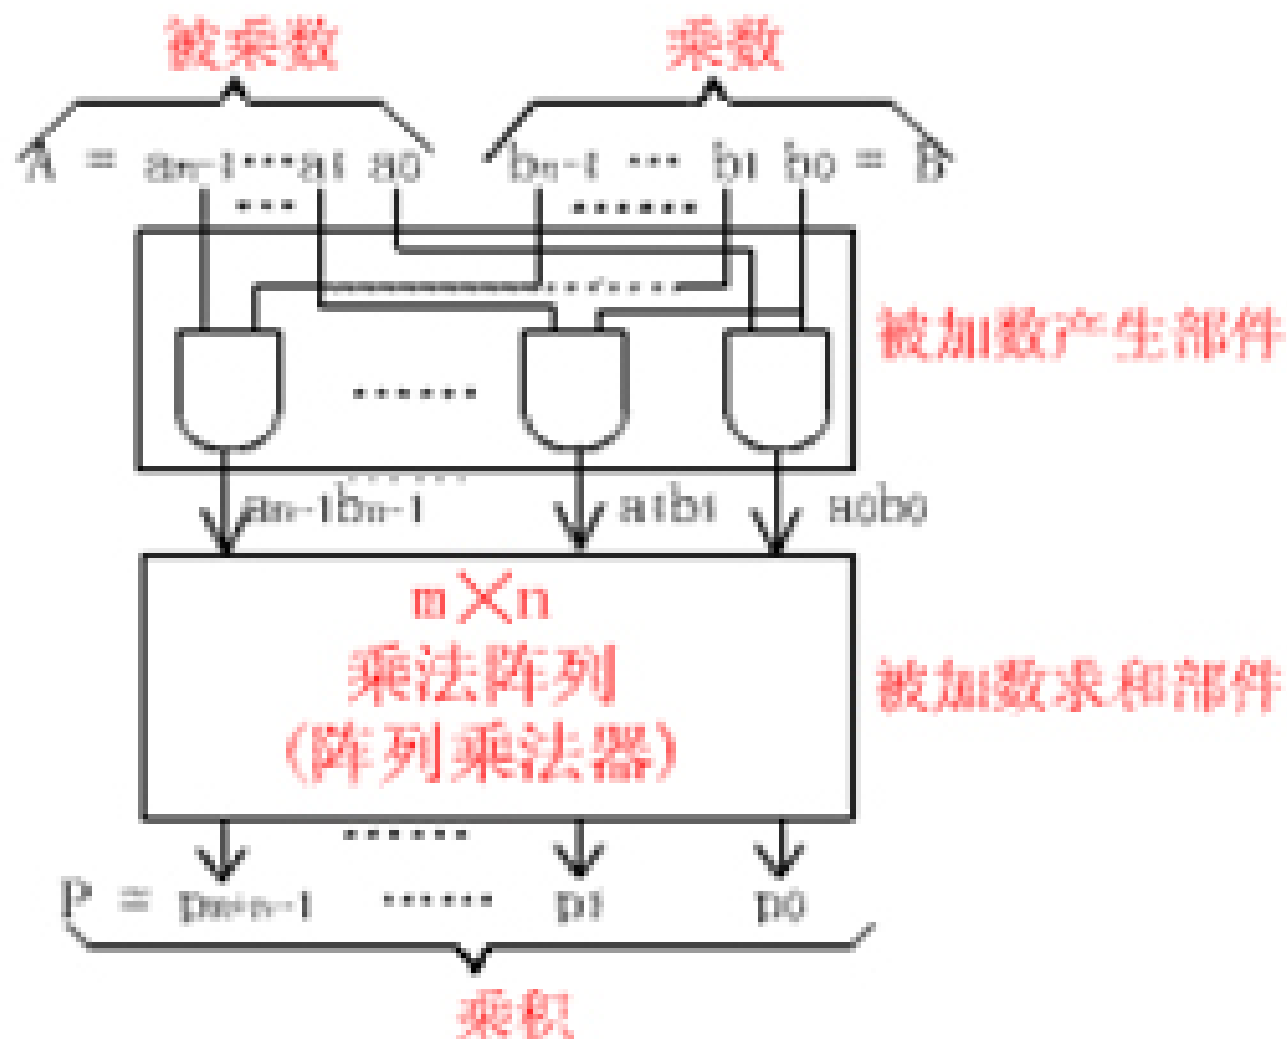 被乘数 乘数
A = an-1 ··· a1 a0 bn-1 ··· b1 b0 = B
··· ······
被加数产生部件
······
an-1bn-1 a1b1 a0b0
m×n
乘法阵列
(阵列乘法器)
被加数求和部件
······
P = pm+n-1 ······ p1 p0
乘积